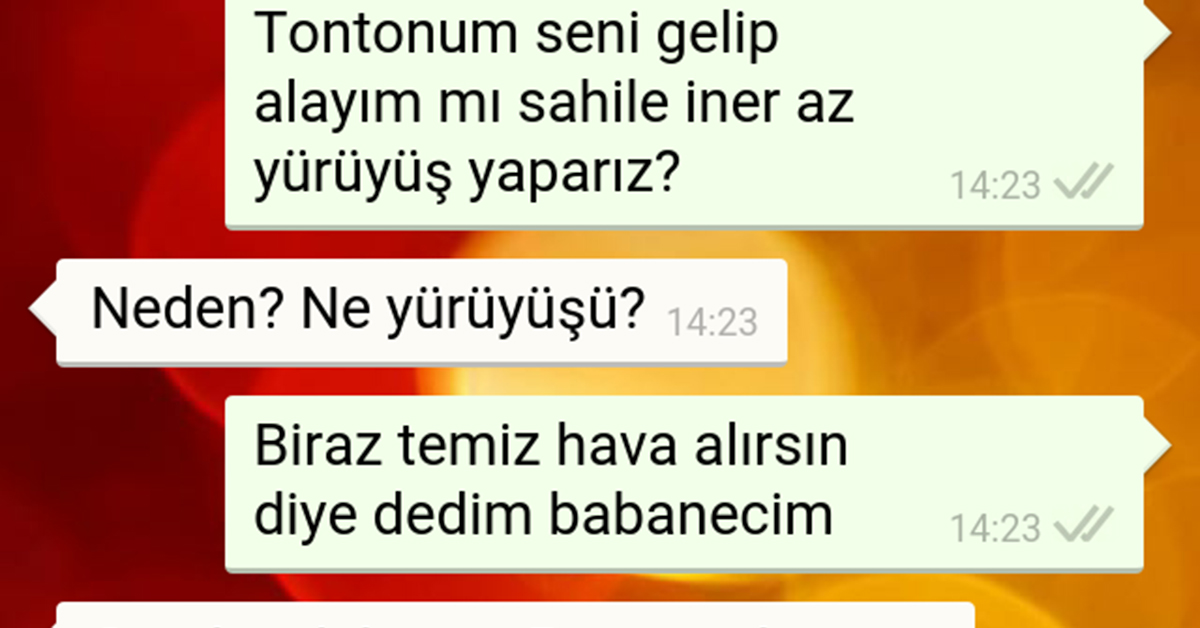 Tontonum seni gelip
alayım mı sahile iner az
yürüyüş yaparız?
14:23
Neden? Ne yürüyüşü? 14:23
Biraz temiz hava alırsın
diye dedim babanecim
14:23